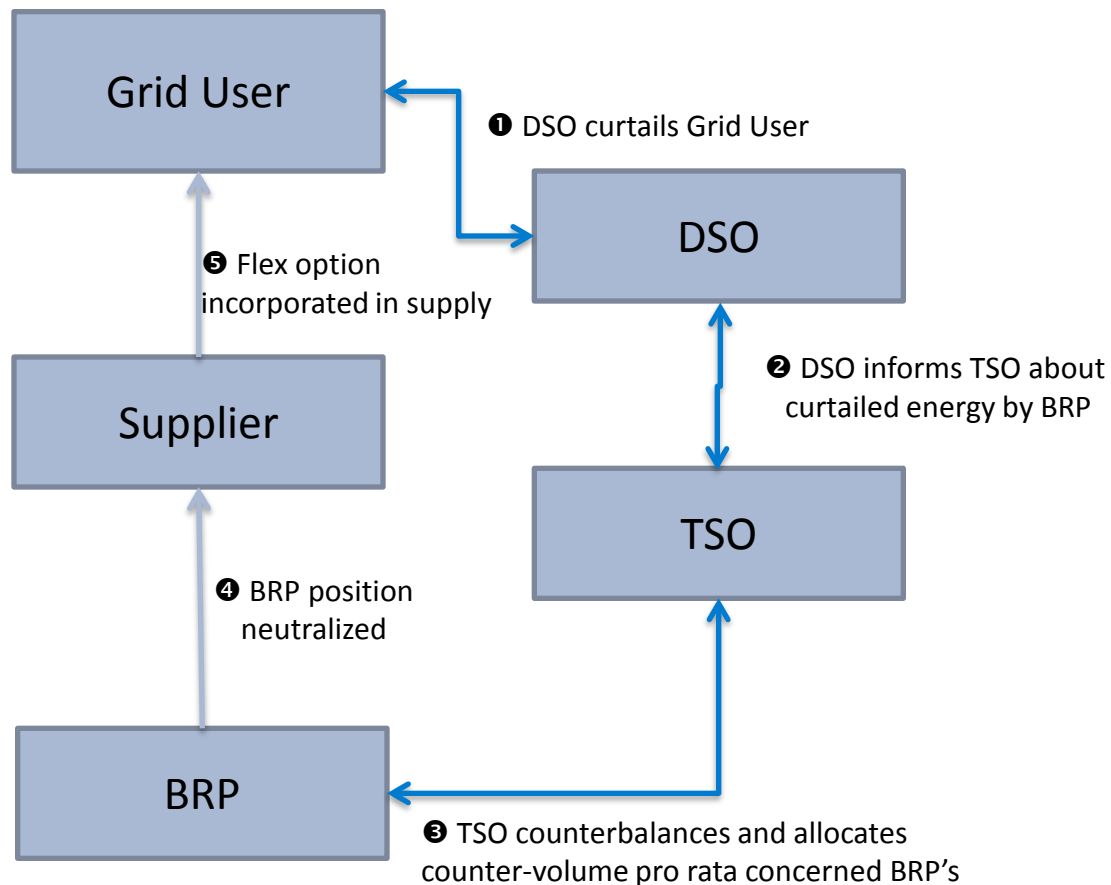 Grid User
❶ DSO curtails Grid User
DSO
❺ Flex option
incorporated in supply
❷ DSO informs TSO about
curtailed energy by BRP
Supplier
TSO
❹ BRP position
neutralized
BRP
❸ TSO counterbalances and allocates
counter-volume pro rata concerned BRP’s